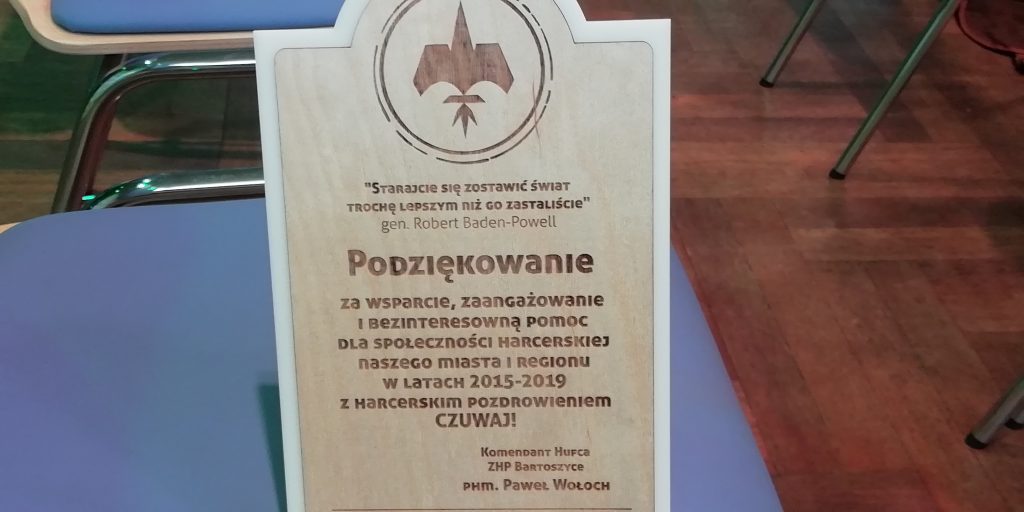 "Starajcie się zostawić świat
trochę lepszym niż go zastaliście"
gen. Robert Baden-Powell
Podziękowanie
za wsparcie, zaangażowanie
i bezinteresowną pomoc
dla społeczności harcerskiej
naszego miasta i regionu
w latach 2015-2019
z harcerskim pozdrowieniem
CZUWAJ!
Komendant Hufca
ZHP Bartoszyce
phm. Paweł Wołoch